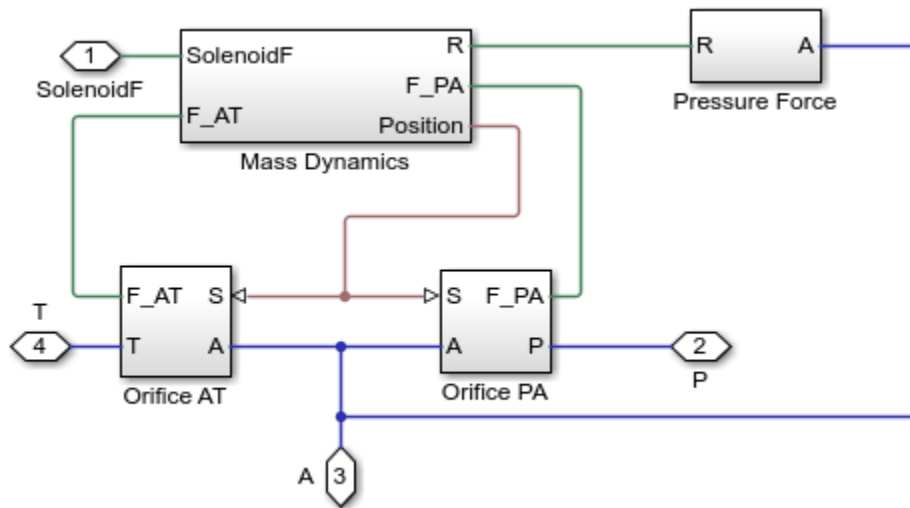 1
SolenoidF
SolenoidF
F_AT
R
F_PA
Position
Mass Dynamics
R
A
Pressure Force
T
4
F_AT
S
T
A
Orifice AT
S
F_PA
A
P
Orifice PA
2
P
A
3